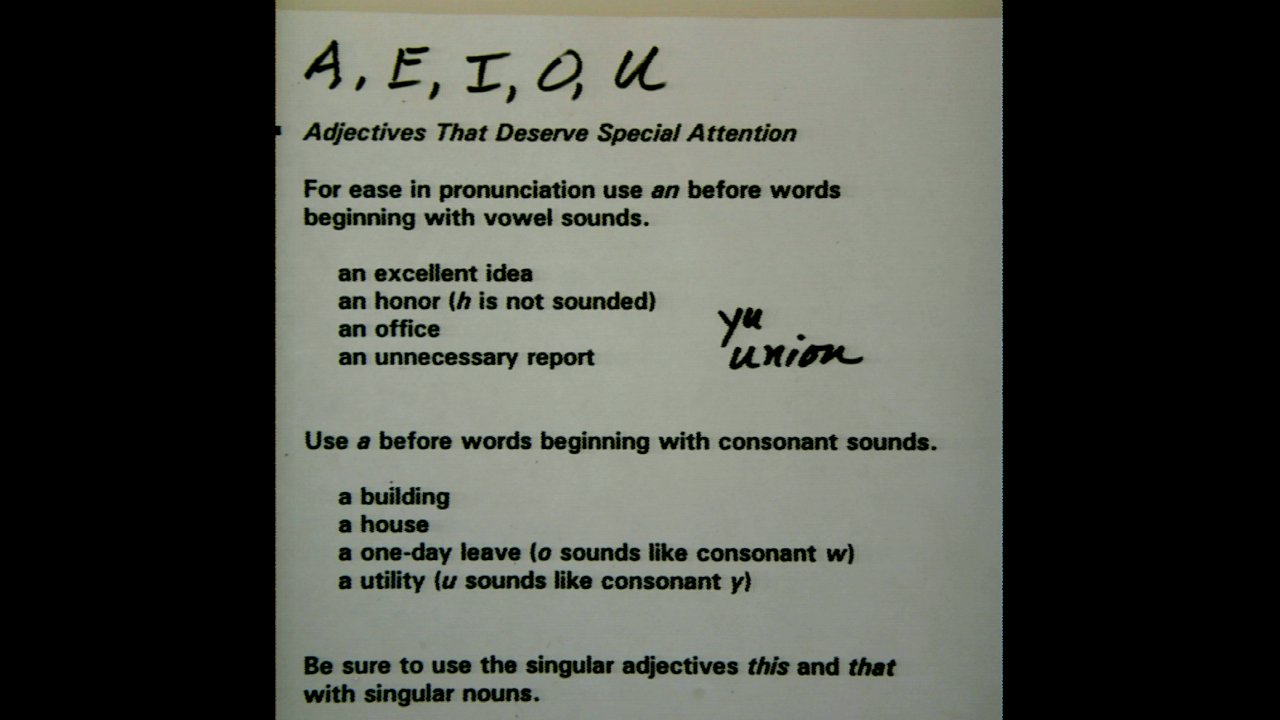 A, E, I, O, U
Adjectives That Deserve Special Attention
For ease in pronunciation use an before words
beginning with vowel sounds.
an excellent idea
an honor (h is not sounded)
an office
an unnecessary report
yu
union
Use a before words beginning with consonant sounds.
a building
a house
a one-day leave (o sounds like consonant w)
a utility (u sounds like consonant y)
Be sure to use the singular adjectives this and that
with singular nouns.